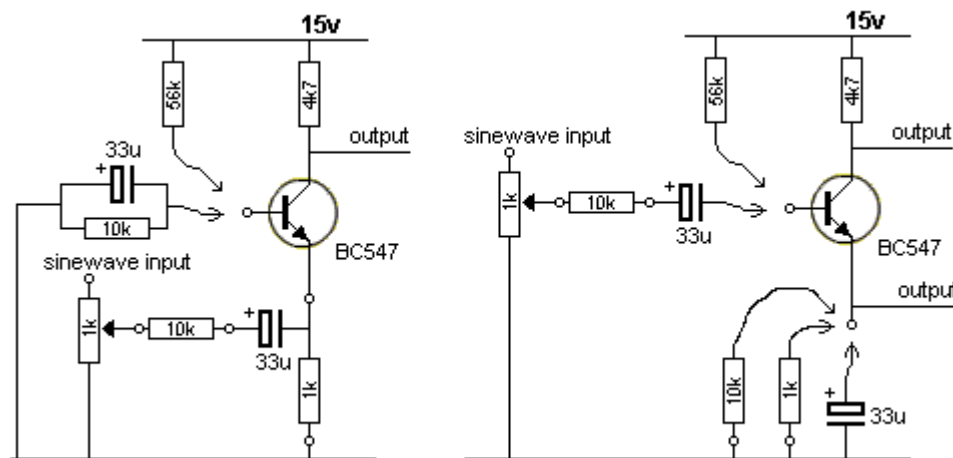 15v
56k
4k7
output
33u
+
10k
BC547
sinewave input
1k
10k
+
33u
1k
15v
56k
4k7
output
sinewave input
1k
10k
+
33u
BC547
output
10k
1k
+
33u